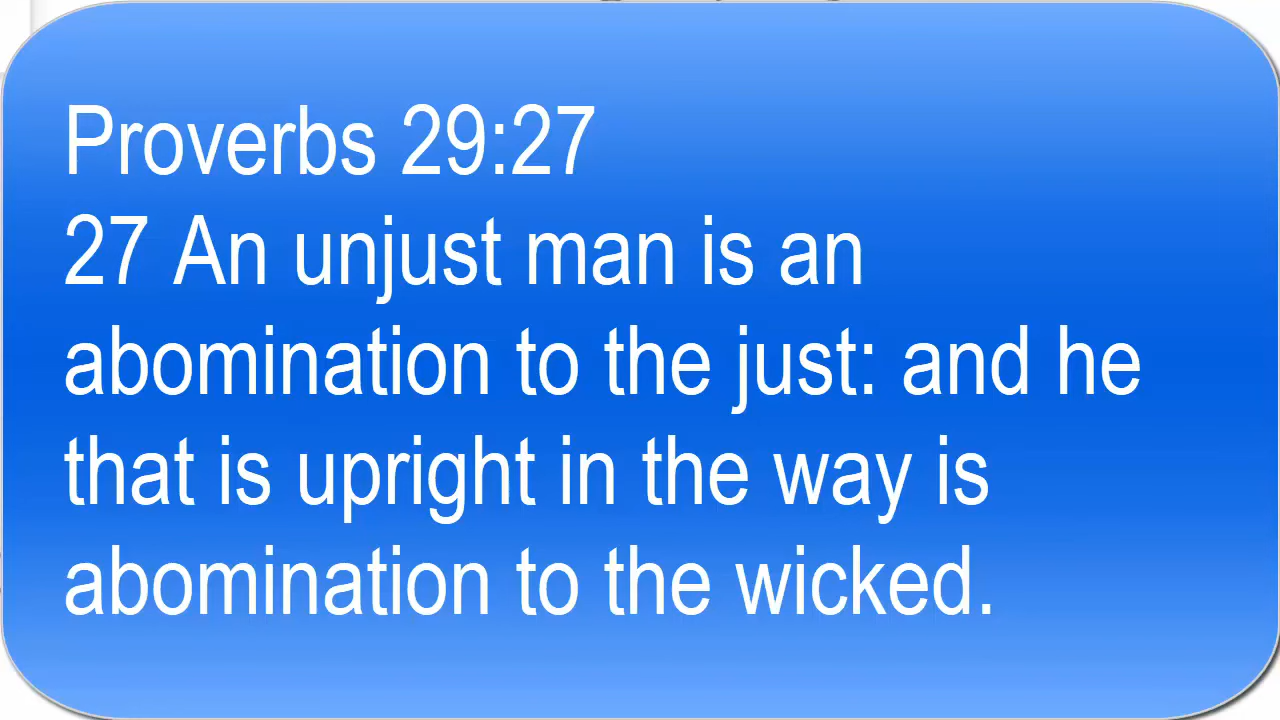 Proverbs 29:27
27 An unjust man is an
abomination to the just: and he
that is upright in the way is
abomination to the wicked.